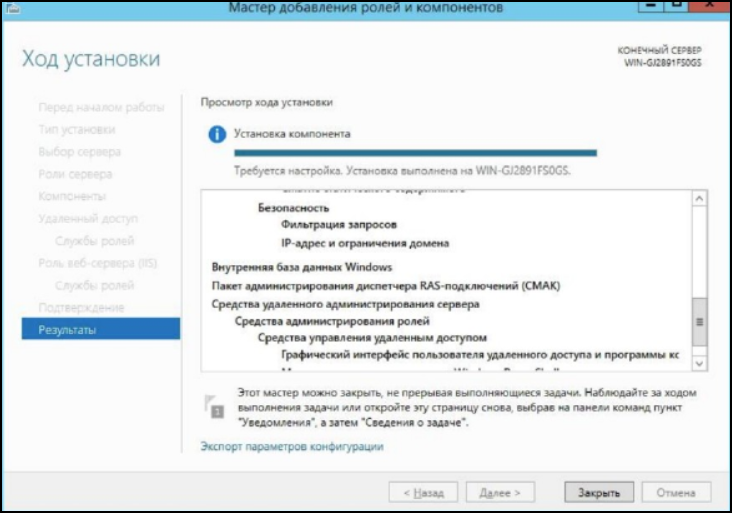 Мастер добавления ролей и компонентов
Ход установки
КОНЕЧНЫЙ СЕРВЕР
WIN-GJ2891FS0GS
Перед началом работы
Тип установки
Выбор сервера
Роли сервера
Компоненты
Удаленный доступ
Службы ролей
Роль веб-сервера (IIS)
Службы ролей
Подтверждение
Результаты
Просмотр хода установки
Установка компонента
Требуется настройка. Установка выполнена на WIN-GJ2891FS0GS.
Безопасность
Фильтрация запросов
IP-адрес и ограничения домена
Внутренняя база данных Windows
Пакет администрирования диспетчера RAS-подключений (CMAK)
Средства удаленного администрирования сервера
Средства администрирования ролей
Средства управления удаленным доступом
Графический интерфейс пользователя удаленного доступа и программы кс
Этот мастер можно закрыть, не прерывая выполняющиеся задачи. Наблюдайте за ходом
выполнения задачи или откройте эту страницу снова, выбрав на панели команд пункт
"Уведомления", а затем "Сведения о задаче".
Экспорт параметров конфигурации
< Назад
Далее >
Закрыть
Отмена